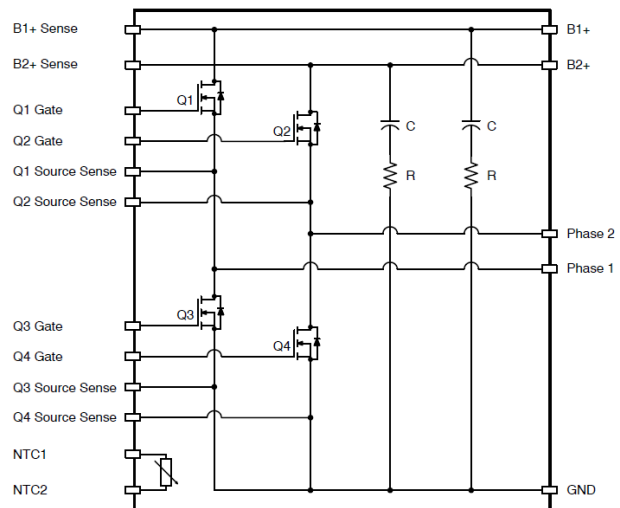 B1+ Sense
B1+
B2+ Sense
B2+
Q1 Gate
Q1
Q2 Gate
Q2
C
C
Q1 Source Sense
R
R
Q2 Source Sense
Phase 2
Phase 1
Q3 Gate
Q3
Q4 Gate
Q4
Q3 Source Sense
Q4 Source Sense
NTC1
NTC2
GND